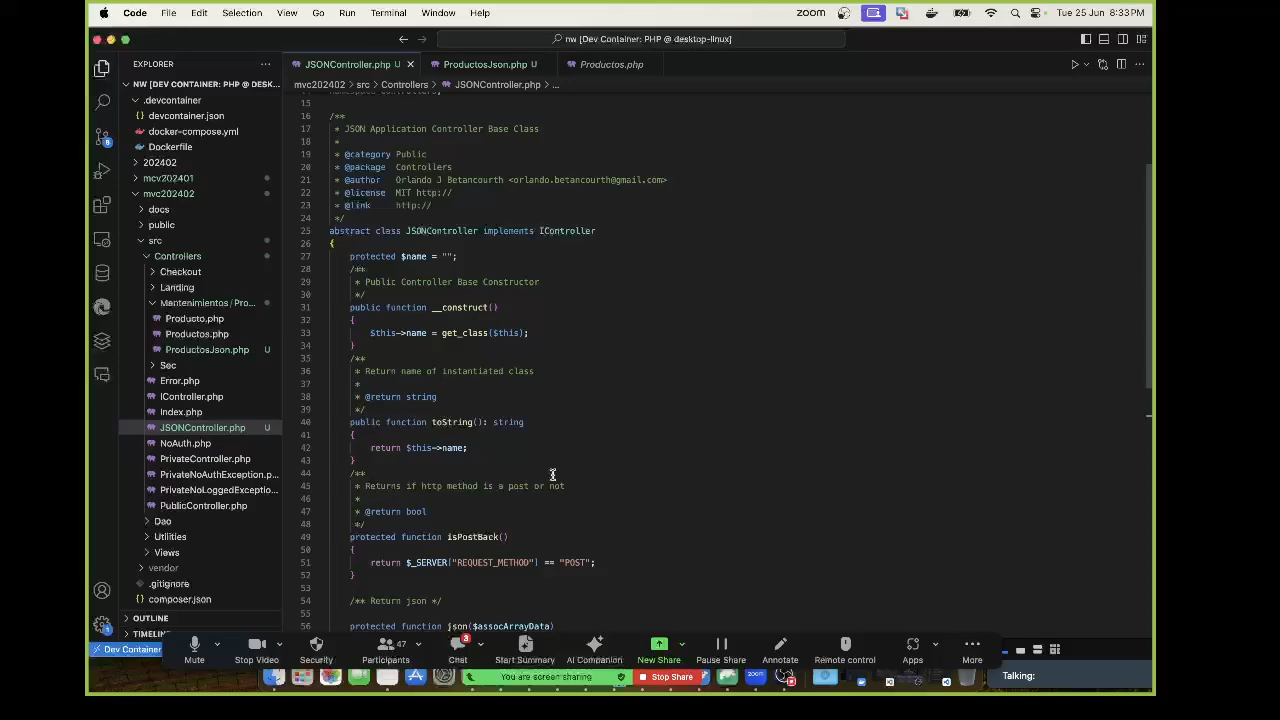 Code File Edit Selection View Go Run Terminal Window Help zoom Tue 25 Jun 8:33PM
nw [Dev Container: PHP @ desktop-linux]
EXPLORER
JSONController.php U
ProductosJson.php U
Productos.php
NW [DEV CONTAINER: PHP @ DESK...
mvc202402 > src > Controllers > JSONController.php > ...
.devcontainer
devcontainer.json
docker-compose.yml
Dockerfile
202402
mcv202401
mvc202402
docs
public
src
Controllers
Checkout
Landing
Mantenimientos / Pro...
Producto.php
Productos.php
ProductosJson.php U
Sec
Error.php
IController.php
Index.php
JSONController.php U
NoAuth.php
PrivateController.php
PrivateNoAuthException.p...
PrivateNoLoggedExceptio...
PublicController.php
Dao
Utilities
Views
vendor
.gitignore
composer.json
OUTLINE
TIMELINE
Dev Container
15
16 /**
17 * JSON Application Controller Base Class
18 *
19 * @category Public
20 * @package Controllers
21 * @author Orlando J Betancourth <orlando.betancourth@gmail.com>
22 * @license MIT http://
23 * @link http://
24 */
25 abstract class JSONController implements IController
26 {
27 protected $name = "";
28 /**
29 * Public Controller Base Constructor
30 */
31 public function __construct()
32 {
33 $this->name = get_class($this);
34 }
35 /**
36 * Return name of instantiated class
37 *
38 * @return string
39 */
40 public function toString(): string
41 {
42 return $this->name;
43 }
44 /**
45 * Returns if http method is a post or not
46 *
47 * @return bool
48 */
49 protected function isPostBack()
50 {
51 return $_SERVER["REQUEST_METHOD"] == "POST";
52 }
53
54 /** Return json */
55
56 protected function json($assocArrayData)
Mute
Stop Video
Security
47
Participants
3
Chat
Start Summary
AI Companion
New Share
Pause Share
Annotate
Remote control
Apps
More
You are screen sharing
Stop Share
Talking: